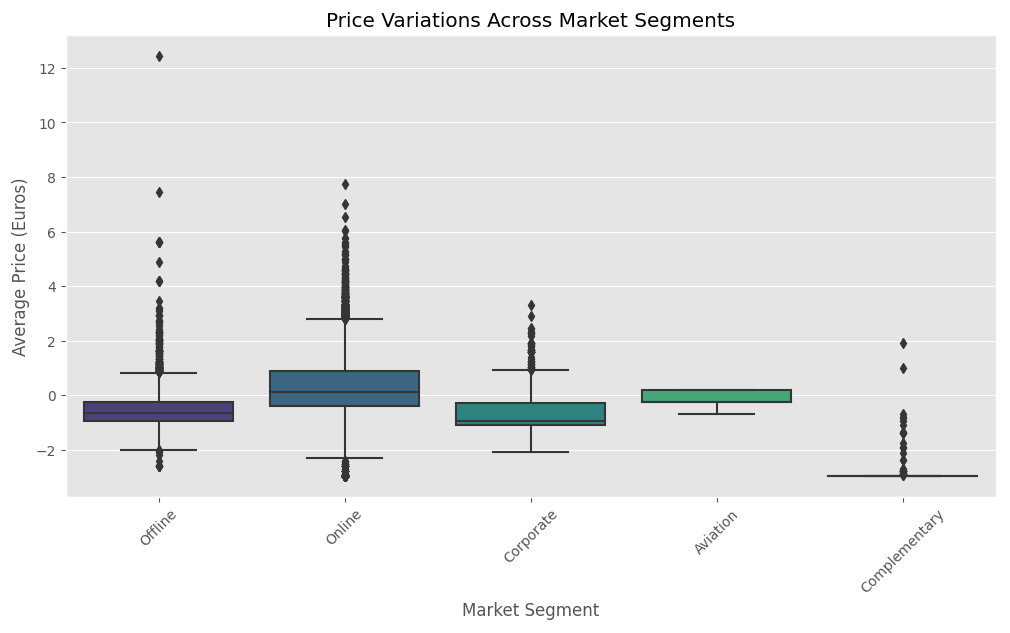 Price Variations Across Market Segments
12
10
8
6
4
2
0
−2
Average Price (Euros)
Offline
Online
Corporate
Aviation
Complementary
Market Segment